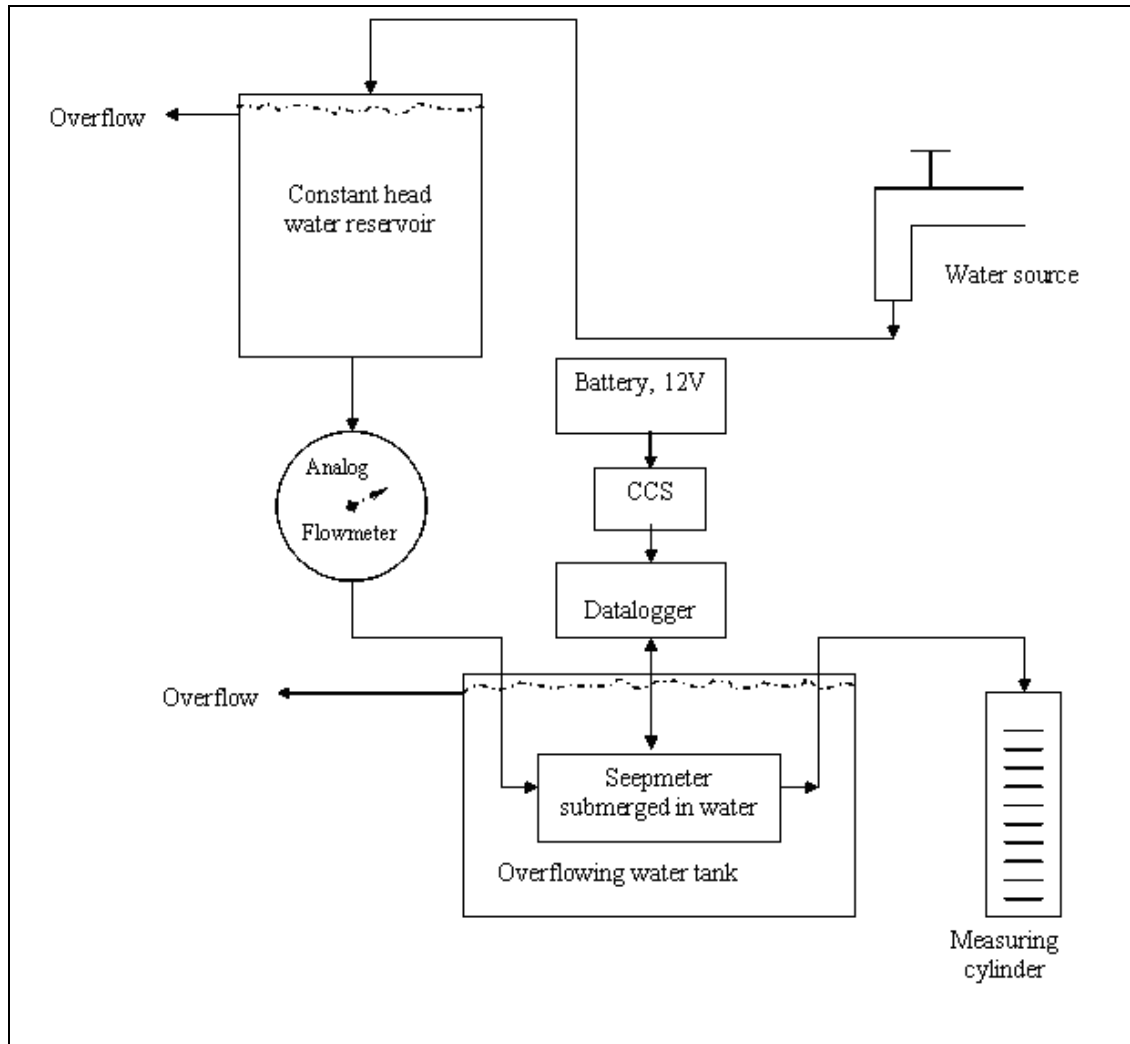 Overflow
Constant head
water reservoir
Water source
Battery, 12V
Analog
Flowmeter
CCS
Datalogger
Overflow
Seepmeter
submerged in water
Overflowing water tank
Measuring
cylinder